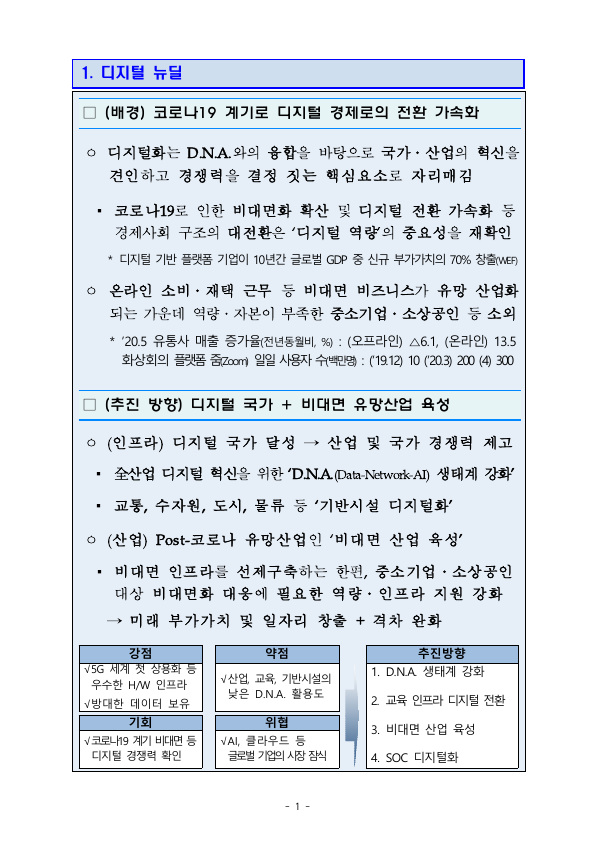 1. 디지털 뉴딜
□ (배경) 코로나19 계기로 디지털 경제로의 전환 가속화
ㅇ 디지털화는 D.N.A.와의 융합을 바탕으로 국가·산업의 혁신을
견인하고 경쟁력을 결정 짓는 핵심요소로 자리매김
▪ 코로나19로 인한 비대면화 확산 및 디지털 전환 가속화 등
경제사회 구조의 대전환은 ‘디지털 역량’의 중요성을 재확인
* 디지털 기반 플랫폼 기업이 10년간 글로벌 GDP 중 신규 부가가치의 70% 창출(WEF)
ㅇ 온라인 소비·재택 근무 등 비대면 비즈니스가 유망 산업화
되는 가운데 역량·자본이 부족한 중소기업·소상공인 등 소외
* ’20.5 유통사 매출 증가율(전년동월비, %) : (오프라인) △6.1, (온라인) 13.5
화상회의 플랫폼 줌(Zoom) 일일 사용자 수(백만명) : (’19.12) 10 (’20.3) 200 (4) 300
□ (추진 방향) 디지털 국가 + 비대면 유망산업 육성
ㅇ (인프라) 디지털 국가 달성 → 산업 및 국가 경쟁력 제고
▪ 全산업 디지털 혁신을 위한 ‘D.N.A.(Data-Network-AI) 생태계 강화’
▪ 교통, 수자원, 도시, 물류 등 ‘기반시설 디지털화’
ㅇ (산업) Post-코로나 유망산업인 ‘비대면 산업 육성’
▪ 비대면 인프라를 선제구축하는 한편, 중소기업·소상공인
대상 비대면화 대응에 필요한 역량·인프라 지원 강화
→ 미래 부가가치 및 일자리 창출 + 격차 완화
강점
√5G 세계 첫 상용화 등
우수한 H/W 인프라
√방대한 데이터 보유
약점
√산업, 교육, 기반시설의
낮은 D.N.A. 활용도
기회
√코로나19 계기 비대면 등
디지털 경쟁력 확인
위협
√AI, 클라우드 등
글로벌 기업의 시장 잠식
추진방향
1. D.N.A. 생태계 강화
2. 교육 인프라 디지털 전환
3. 비대면 산업 육성
4. SOC 디지털화
- 1 -